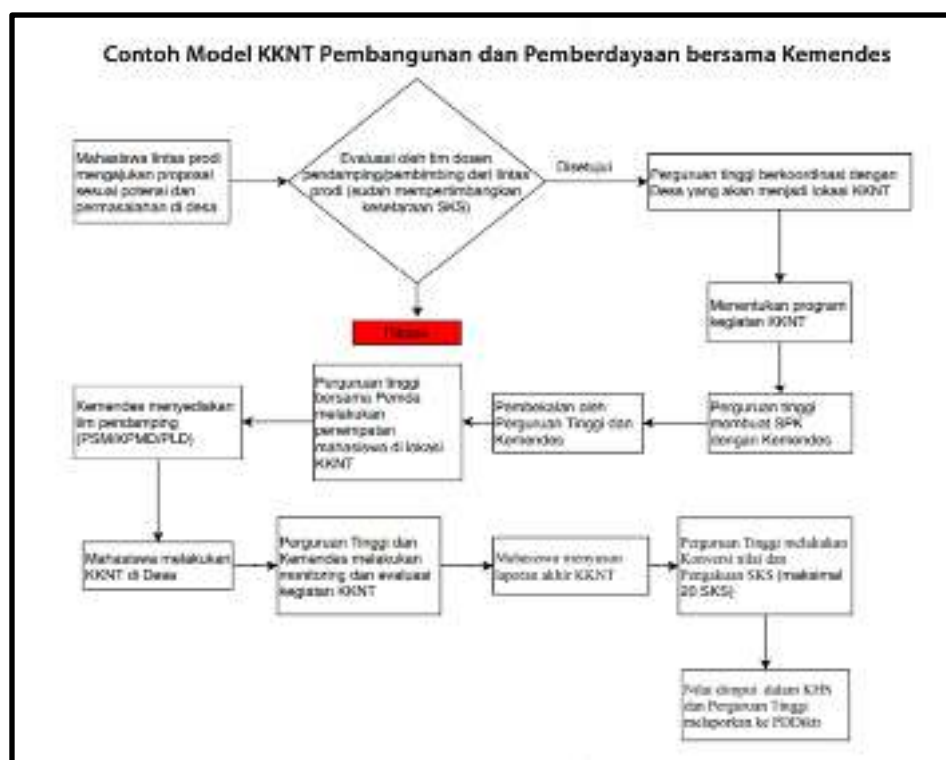 Contoh Model KKNT Pembangunan dan Pemberdayaan bersama Kemendes
Mahasiswa lintas prodi
mengajukan proposal
sesuai potensi dan
permasalahan di desa
Evaluasi oleh tim dosen
pendamping/pembimbing dari lintas
prodi (sudah mempertimbangkan
kesetaraan SKS)
Disetujui
Perguruan tinggi berkoordinasi dengan
Desa yang akan menjadi lokasi KKNT
Menentukan program
kegiatan KKNT
Perguruan tinggi
membuat SPK
dengan Kemendes
Pembekalan oleh
Perguruan Tinggi dan
Kemendes
Perguruan tinggi
bersama Pemda
melakukan
penempatan
mahasiswa di lokasi
KKNT
Kemendes menyediakan
tim pendamping
(PSM/KPMD/PLD)
Mahasiswa melakukan
KKNT di Desa
Perguruan Tinggi dan
Kemendes melakukan
monitoring dan evaluasi
kegiatan KKNT
Mahasiswa menyusun
laporan akhir KKNT
Perguruan Tinggi melakukan
Konversi nilai dan
Pengakuan SKS (maksimal
20 SKS)
Nilai diinput dalam KHS
dan Perguruan Tinggi
melaporkan ke PDDikti